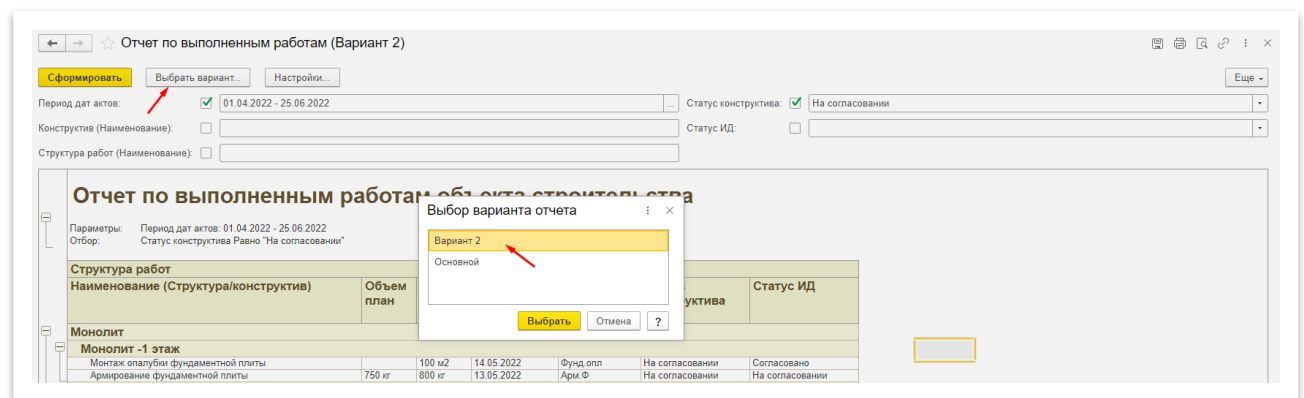 Отчет по выполненным работам (Вариант 2)
Сформировать Выбрать вариант... Настройки... Еще
Период дат актов: 01.04.2022 - 25.06.2022 ... Статус конструктива: На согласовании
Конструктив (Наименование): Статус ИД:
Структура работ (Наименование):
Отчет по выполненным работам объекта строительства
Выбор варианта отчета
Параметры: Период дат актов: 01.04.2022 - 25.06.2022
Отбор: Статус конструктива Равно "На согласовании"
Вариант 2
Основной
Выбрать Отмена ?
Структура работ
Наименование (Структура/конструктив) Объем план Статус ИД
Монолит
Монолит -1 этаж
Монтаж опалубки фундаментной плиты 100 м2 14.05.2022 Фунд.опл На согласовании Согласовано
Армирование фундаментной плиты 750 кг 800 кг 13.05.2022 Арм.Ф На согласовании На согласовании